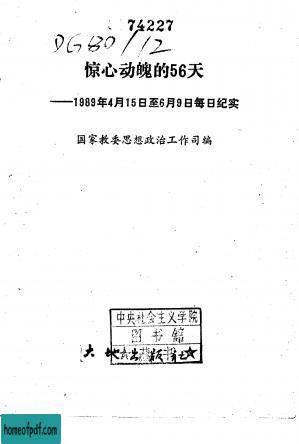 74227
DG80/12
惊心动魄的56天
——1989年4月15日至6月9日每日纪实
国家教委思想政治工作司编
中央社会主义学院
图书馆
大地出版社
homeofpdf.com